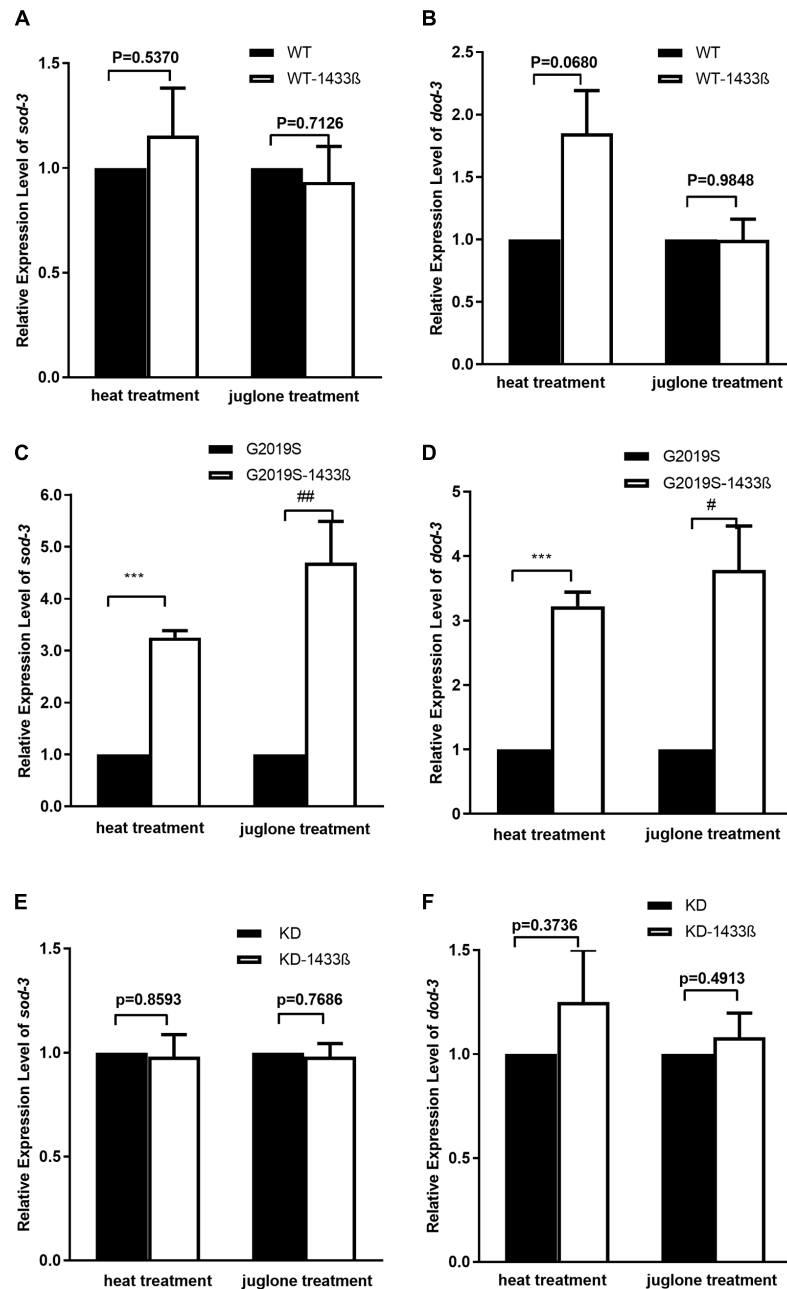 A
WT
WT-1433ß
P=0.5370
P=0.7126
Relative Expression Level of sod-3
1.5
1.0
0.5
0.0
heat treatment
juglone treatment
B
WT
WT-1433ß
P=0.0680
P=0.9848
Relative Expression Level of dod-3
2.5
2.0
1.5
1.0
0.5
0.0
heat treatment
juglone treatment
C
G2019S
G2019S-1433ß
***
##
Relative Expression Level of sod-3
6.0
5.0
4.0
3.0
2.0
1.0
0.0
heat treatment
juglone treatment
D
G2019S
G2019S-1433ß
***
#
Relative Expression Level of dod-3
5
4
3
2
1
0
heat treatment
juglone treatment
E
KD
KD-1433ß
p=0.8593
p=0.7686
Relative Expression Level of sod-3
1.5
1.0
0.5
0.0
heat treatment
juglone treatment
F
KD
KD-1433ß
p=0.3736
p=0.4913
Relative Expression Level of dod-3
1.5
1.0
0.5
0.0
heat treatment
juglone treatment